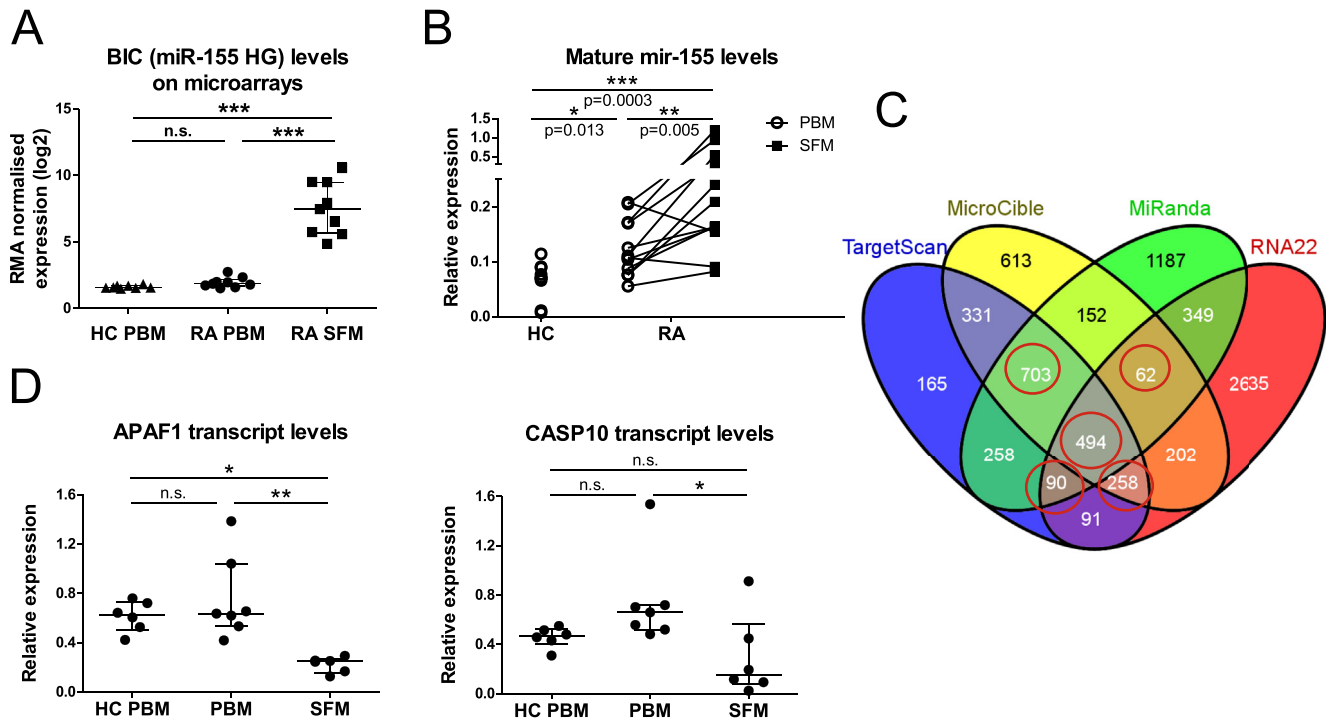 A
BIC (miR-155 HG) levels
on microarrays
***
n.s.
***
RMA normalised
expression (log2)
15
10
5
0
HC PBM
RA PBM
RA SFM
B
Mature mir-155 levels
***
p=0.0003
*
**
p=0.013
p=0.005
PBM
SFM
Relative expression
1.5
1.0
0.5
0.2
0.1
0.0
HC
RA
C
MicroCible
MiRanda
TargetScan
RNA22
613
1187
331
152
349
165
703
62
2635
494
258
202
90
258
91
D
APAF1 transcript levels
*
n.s.
**
Relative expression
1.6
1.2
0.8
0.4
0.0
HC PBM
PBM
SFM
CASP10 transcript levels
n.s.
n.s.
*
Relative expression
1.6
1.2
0.8
0.4
0.0
HC PBM
PBM
SFM